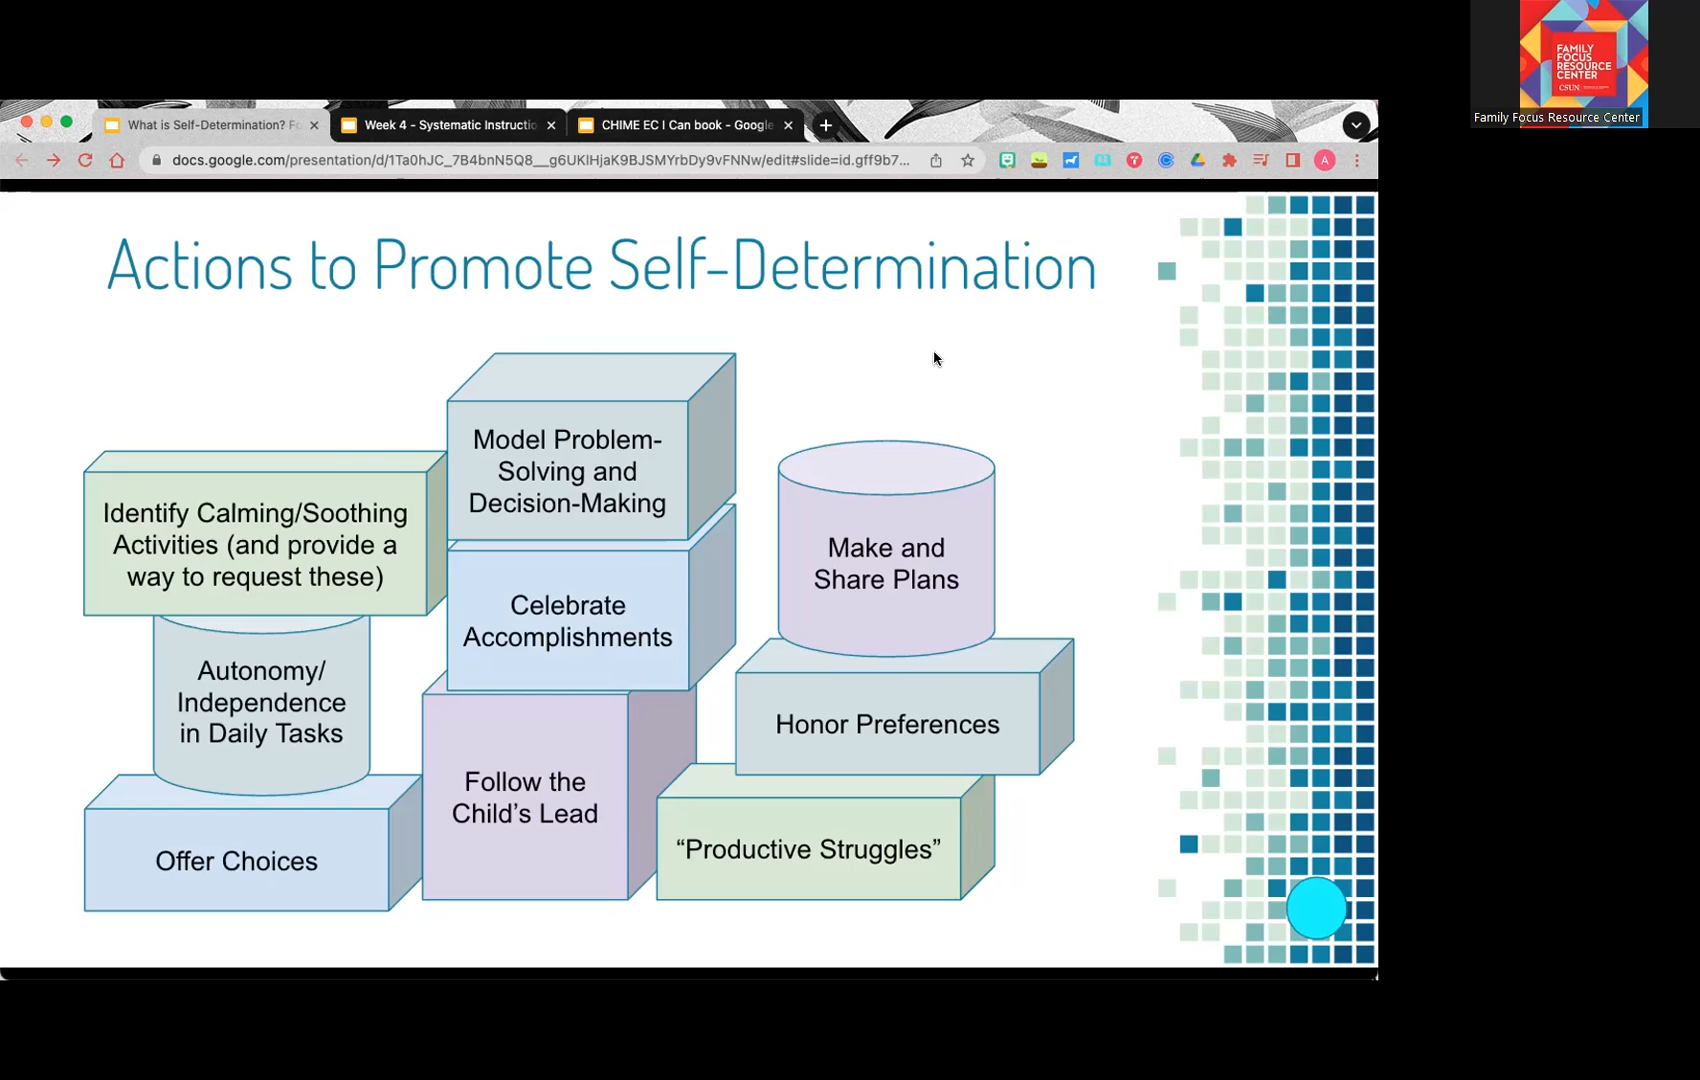 FAMILY
FOCUS
RESOURCE
CENTER
CSUN
Family Focus Resource Center
What is Self-Determination? Fo
Week 4 - Systematic Instructio
CHIME EC I Can book - Google
docs.google.com/presentation/d/1Ta0hJC_7B4bnN5Q8__g6UKlHjaK9BJSMYrbDy9vFNNw/edit#slide=id.gff9b7...
A
Actions to Promote Self-Determination
Model Problem-
Solving and
Decision-Making
Identify Calming/Soothing
Activities (and provide a
way to request these)
Make and
Share Plans
Celebrate
Accomplishments
Autonomy/
Independence
in Daily Tasks
Honor Preferences
Follow the
Child’s Lead
“Productive Struggles”
Offer Choices